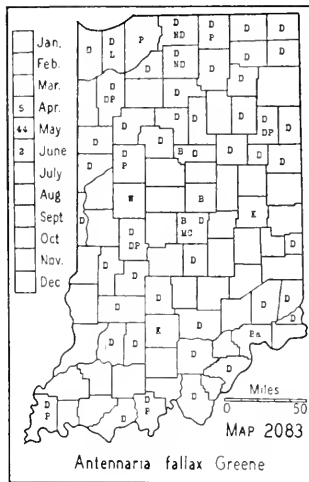 Jan.
Feb.
Mar.
5 Apr.
44 May
2 June
July
Aug
Sept
Oct
Nov.
Dec
D D P D D D D
L ND P
D D D D
D ND
D D D D
DP DP
D D D
D D B D D D D
D P
W B
D B D K
D MC D
DP
D D D
D D D D D
D D K D Ea
D
D D D D
P P
Miles
0 50
MAP 2083
Antennaria fallax Greene